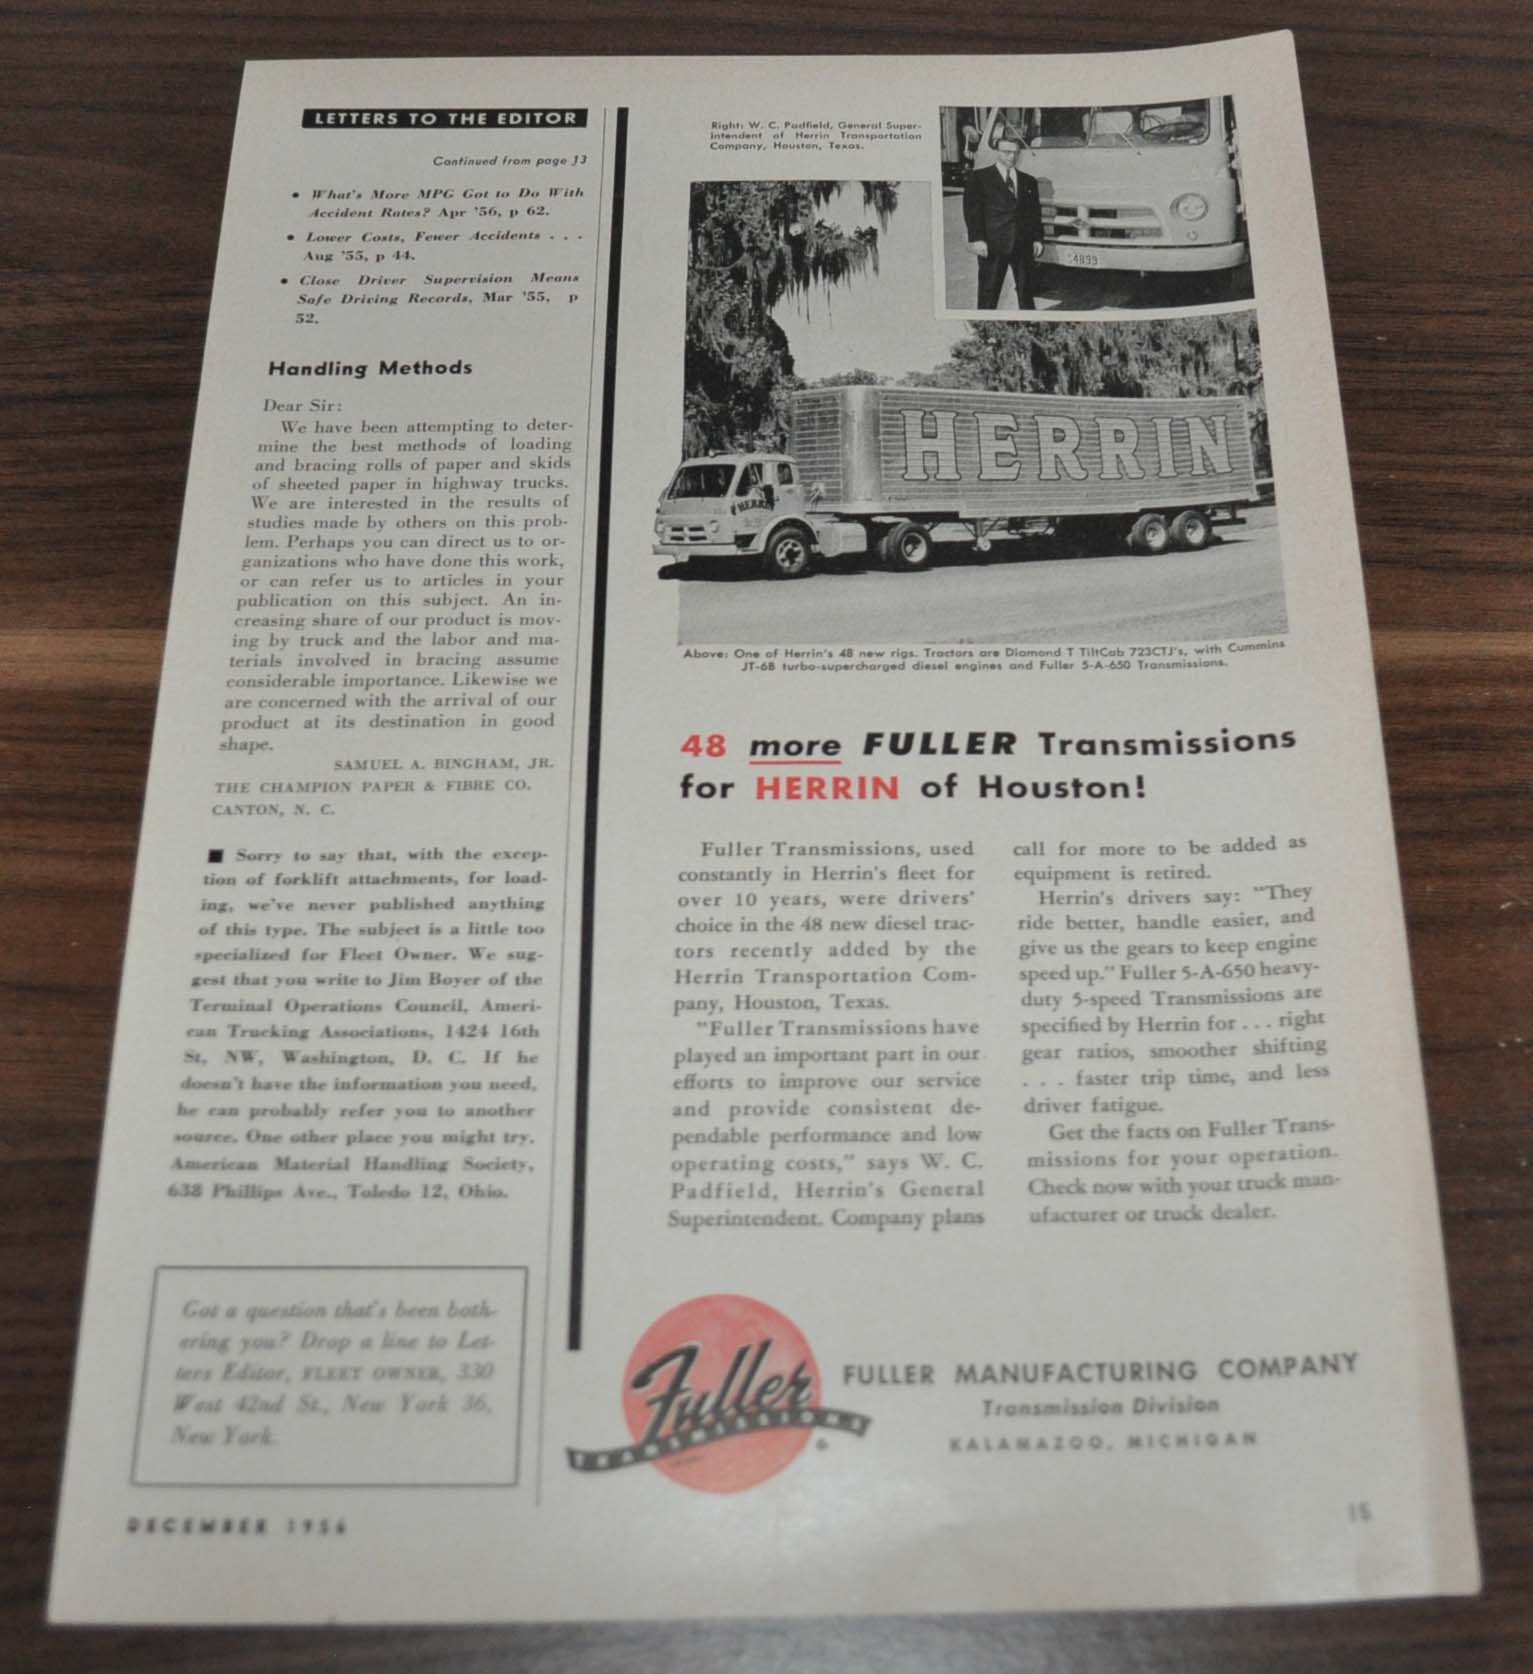 LETTERS TO THE EDITOR
Continued from page 13
• What's More MPG Got to Do With
Accident Rates? Apr '56, p 62.
• Lower Costs, Fewer Accidents . . .
Aug '55, p 44.
• Close Driver Supervision Means
Safe Driving Records, Mar '55, p
52.
Handling Methods
Dear Sir:
We have been attempting to deter-
mine the best methods of loading
and bracing rolls of paper and skids
of sheeted paper in highway trucks.
We are interested in the results of
studies made by others on this prob-
lem. Perhaps you can direct us to or-
ganizations who have done this work,
or can refer us to articles in your
publication on this subject. An in-
creasing share of our product is mov-
ing by truck and the labor and ma-
terials involved in bracing assume
considerable importance. Likewise we
are concerned with the arrival of our
product at its destination in good
shape.
SAMUEL A. BINGHAM, JR.
THE CHAMPION PAPER & FIBRE CO.
CANTON, N. C.
■ Sorry to say that, with the excep-
tion of forklift attachments, for load-
ing, we've never published anything
of this type. The subject is a little too
specialized for Fleet Owner. We sug-
gest that you write to Jim Boyer of the
Terminal Operations Council, Ameri-
can Trucking Associations, 1424 16th
St, NW, Washington, D. C. If he
doesn't have the information you need,
he can probably refer you to another
source. One other place you might try,
American Material Handling Society,
638 Phillips Ave., Toledo 12, Ohio.
Got a question that's been both-
ering you? Drop a line to Let-
ters Editor, FLEET OWNER, 330
West 42nd St., New York 36,
New York.
DECEMBER 1956
Right: W. C. Padfield, General Super-
intendent of Herrin Transportation
Company, Houston, Texas.
4899
HERRIN
HERRIN
Above: One of Herrin's 48 new rigs. Tractors are Diamond T TiltCab 723CTJ's, with Cummins
JT-6B turbo-supercharged diesel engines and Fuller 5-A-650 Transmissions.
48 more FULLER Transmissions
for HERRIN of Houston!
Fuller Transmissions, used
constantly in Herrin's fleet for
over 10 years, were drivers'
choice in the 48 new diesel trac-
tors recently added by the
Herrin Transportation Com-
pany, Houston, Texas.
"Fuller Transmissions have
played an important part in our
efforts to improve our service
and provide consistent de-
pendable performance and low
operating costs," says W. C.
Padfield, Herrin's General
Superintendent. Company plans
call for more to be added as
equipment is retired.
Herrin's drivers say: "They
ride better, handle easier, and
give us the gears to keep engine
speed up." Fuller 5-A-650 heavy-
duty 5-speed Transmissions are
specified by Herrin for . . . right
gear ratios, smoother shifting
. . . faster trip time, and less
driver fatigue.
Get the facts on Fuller Trans-
missions for your operation.
Check now with your truck man-
ufacturer or truck dealer.
Fuller
TRANSMISSIONS
®
FULLER MANUFACTURING COMPANY
Transmission Division
KALAMAZOO, MICHIGAN
15